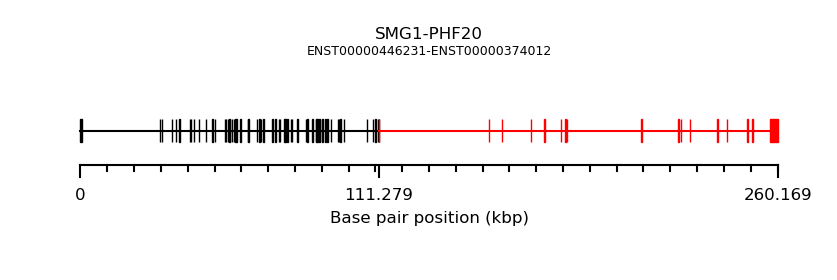 SMG1-PHF20
ENST00000446231-ENST00000374012
0 111.279 260.169
Base pair position (kbp)